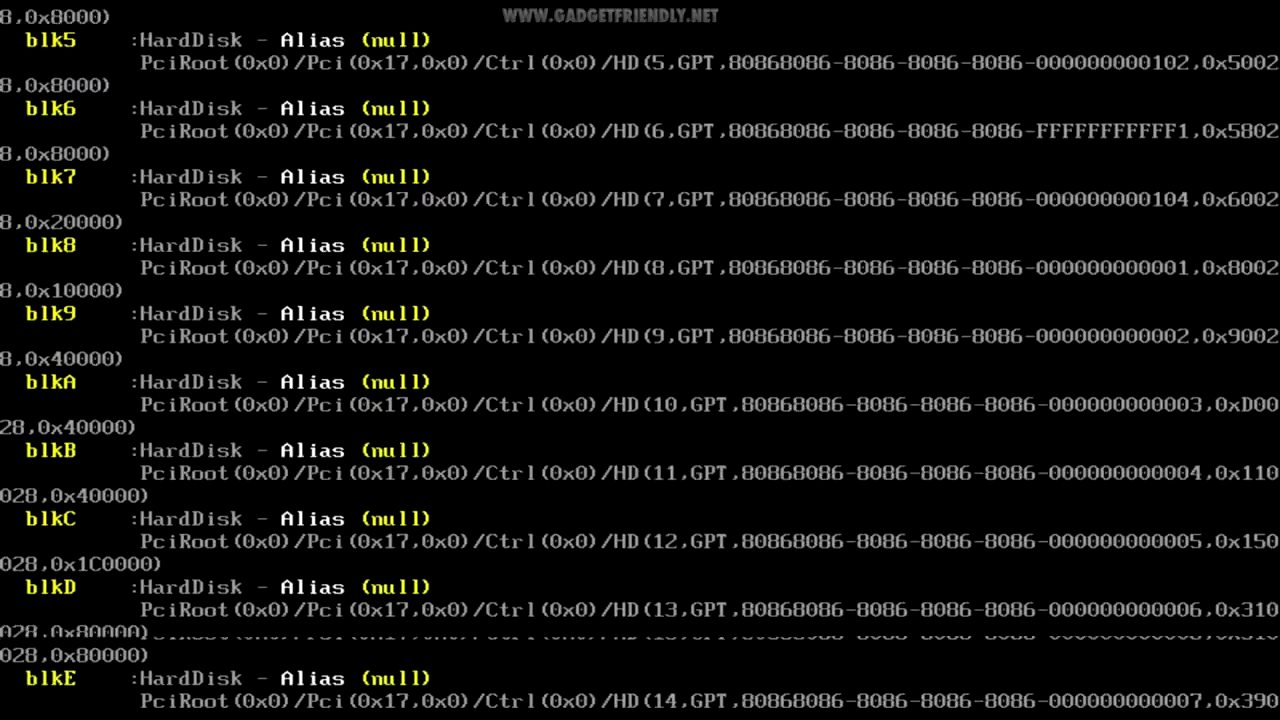 WWW.GADGETFRIENDLY.NET
8,0x8000)
blk5 :HardDisk - Alias (null)
PciRoot(0x0)/Pci(0x17,0x0)/Ctrl(0x0)/HD(5,GPT,80868086-8086-8086-8086-000000000102,0x5002
8,0x8000)
blk6 :HardDisk - Alias (null)
PciRoot(0x0)/Pci(0x17,0x0)/Ctrl(0x0)/HD(6,GPT,80868086-8086-8086-8086-FFFFFFFFFFF1,0x5802
8,0x8000)
blk7 :HardDisk - Alias (null)
PciRoot(0x0)/Pci(0x17,0x0)/Ctrl(0x0)/HD(7,GPT,80868086-8086-8086-8086-000000000104,0x6002
8,0x20000)
blk8 :HardDisk - Alias (null)
PciRoot(0x0)/Pci(0x17,0x0)/Ctrl(0x0)/HD(8,GPT,80868086-8086-8086-8086-000000000001,0x8002
8,0x10000)
blk9 :HardDisk - Alias (null)
PciRoot(0x0)/Pci(0x17,0x0)/Ctrl(0x0)/HD(9,GPT,80868086-8086-8086-8086-000000000002,0x9002
8,0x40000)
blkA :HardDisk - Alias (null)
PciRoot(0x0)/Pci(0x17,0x0)/Ctrl(0x0)/HD(10,GPT,80868086-8086-8086-8086-000000000003,0xD00
28,0x40000)
blkB :HardDisk - Alias (null)
PciRoot(0x0)/Pci(0x17,0x0)/Ctrl(0x0)/HD(11,GPT,80868086-8086-8086-8086-000000000004,0x110
028,0x40000)
blkC :HardDisk - Alias (null)
PciRoot(0x0)/Pci(0x17,0x0)/Ctrl(0x0)/HD(12,GPT,80868086-8086-8086-8086-000000000005,0x150
028,0x1C0000)
blkD :HardDisk - Alias (null)
PciRoot(0x0)/Pci(0x17,0x0)/Ctrl(0x0)/HD(13,GPT,80868086-8086-8086-8086-000000000006,0x310
028,0x80000)
028,0x80000)
blkE :HardDisk - Alias (null)
PciRoot(0x0)/Pci(0x17,0x0)/Ctrl(0x0)/HD(14,GPT,80868086-8086-8086-8086-000000000007,0x390